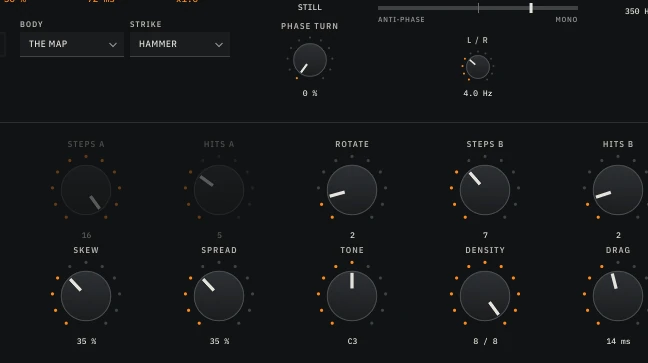 72 ms
STILL
ANTI-PHASE MONO 350 H
BODY STRIKE PHASE TURN
THE MAP HAMMER L / R
0 % 4.0 Hz
STEPS A HITS A ROTATE STEPS B HITS B
16 5 2 7 2
SKEW SPREAD TONE DENSITY DRAG
35 % 35 % C3 8 / 8 14 ms